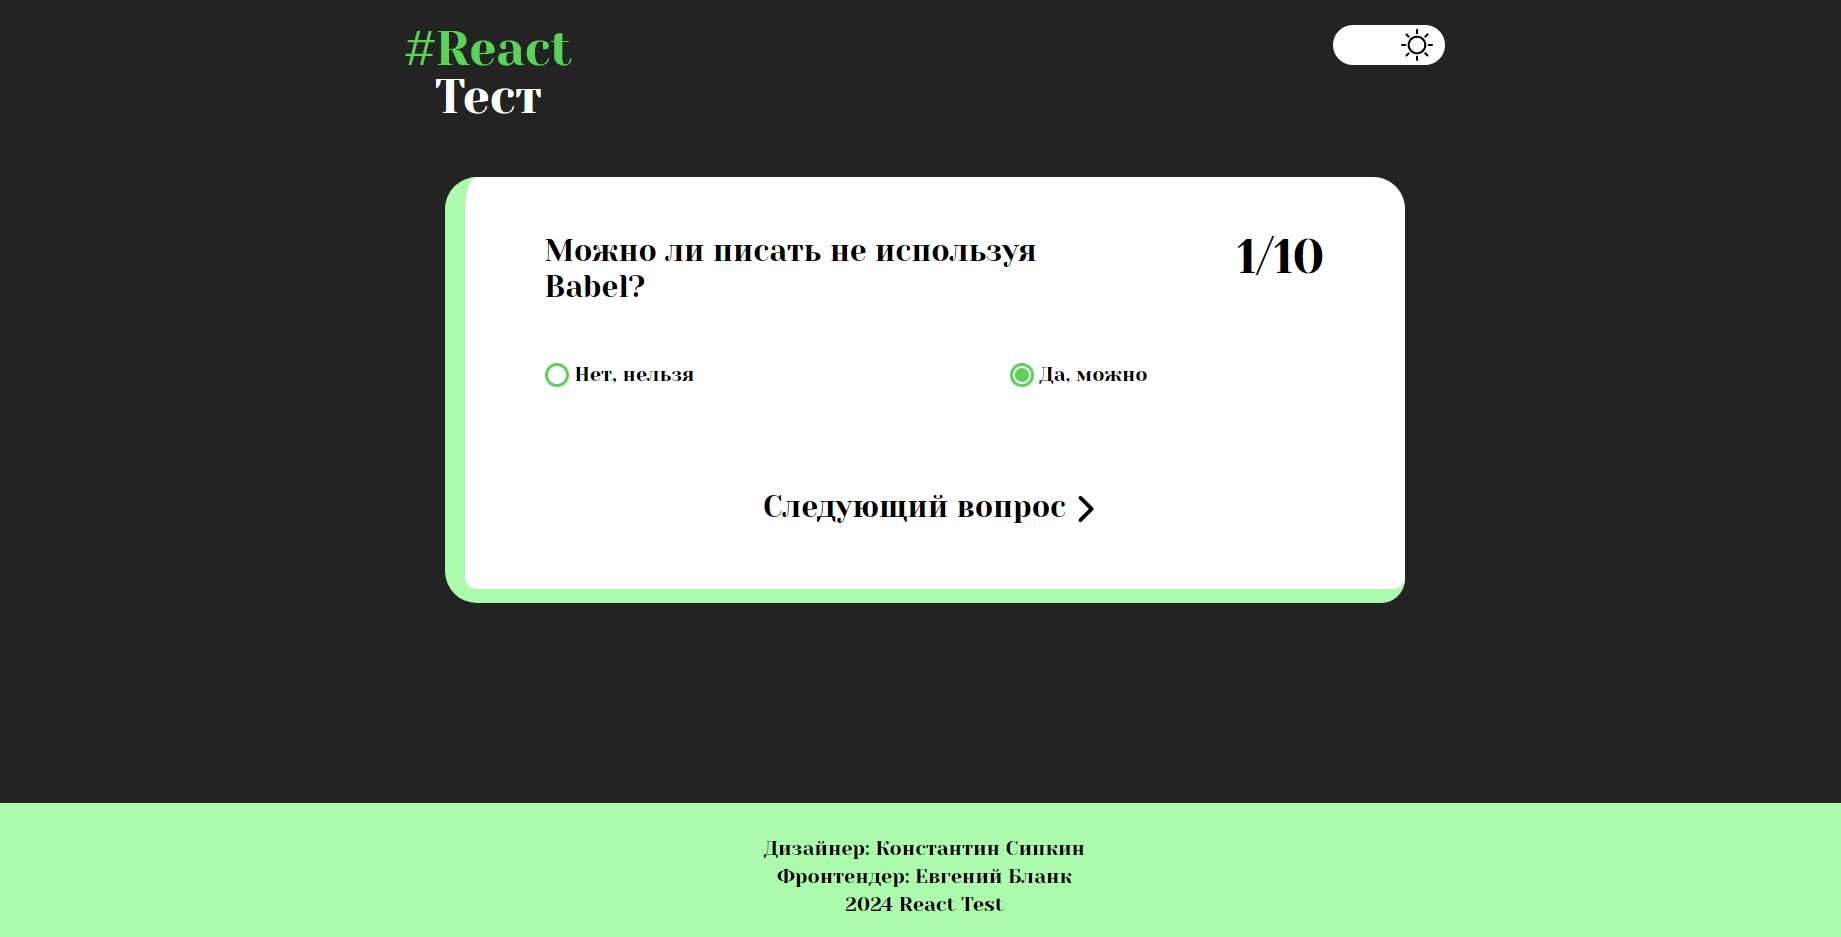 #React
Тест
Можно ли писать не используя
Babel?
1/10
Нет, нельзя
Да, можно
Следующий вопрос
Дизайнер: Константин Сипкин
Фронтендер: Евгений Бланк
2024 React Test